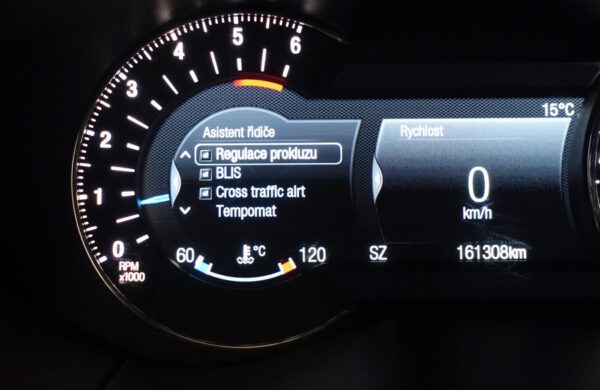 6
5
4
3
2
1
0
RPM
x1000
15°C
Asistent řidiče
Regulace prokluzu
BLIS
Cross traffic alrt
Tempomat
Rychlost
0
km/h
60 °C 120
SZ 161308km